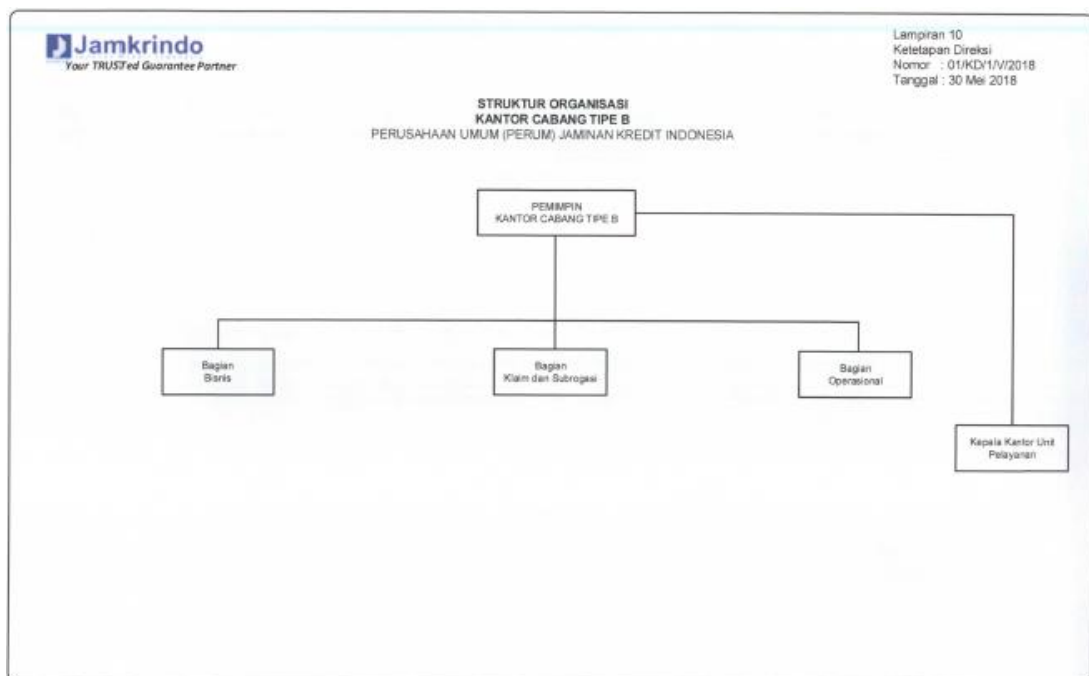 Jamkrindo
Your TRUSTed Guarantee Partner
Lampiran 10
Ketetapan Direksi
Nomor : 01/KD/1/V/2018
Tanggal : 30 Mei 2018
STRUKTUR ORGANISASI
KANTOR CABANG TIPE B
PERUSAHAAN UMUM (PERUM) JAMINAN KREDIT INDONESIA
PEMIMPIN
KANTOR CABANG TIPE B
Bagian
Bisnis
Bagian
Klaim dan Subrogasi
Bagian
Operasional
Kepala Kantor Unit
Pelayanan